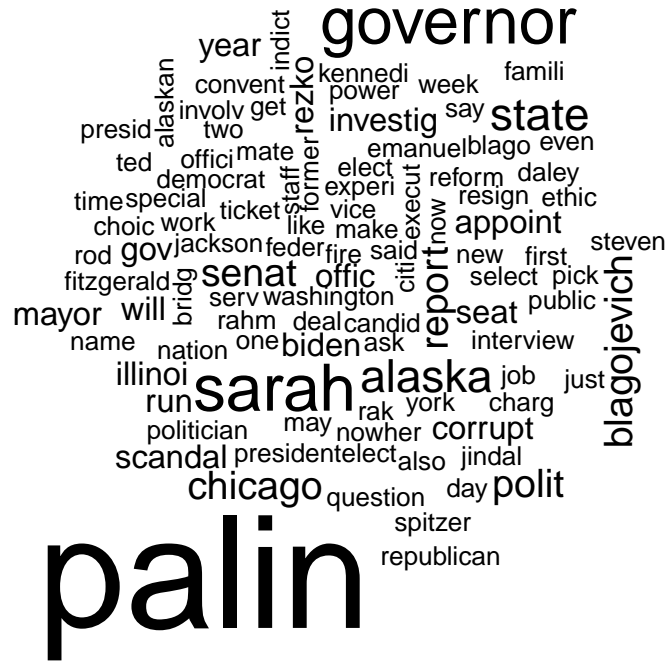 governor
year
indict
kennedi
famili
alaskan
convent
rezko
power
week
involv
get
investig
say
state
presid
two
emanuel
blago
even
ted
offici
mate
former
elect
democrat
staff
experi
execut
reform
daley
time
special
ticket
vice
resign
ethic
choic
work
like
make
now
appoint
steven
rod
gov
jackson
feder
fire
said
new
first
fitzgerald
bridg
senat
offic
citi
report
select
pick
blagojevich
serv
washington
public
mayor
will
rahm
deal
candid
seat
name
nation
one
biden
ask
interview
illinoi
sarah
alaska
job
just
run
rak
york
charg
politician
may
nowher
corrupt
scandal
presidentelect
also
jindal
chicago
question
day
polit
spitzer
palin
republican